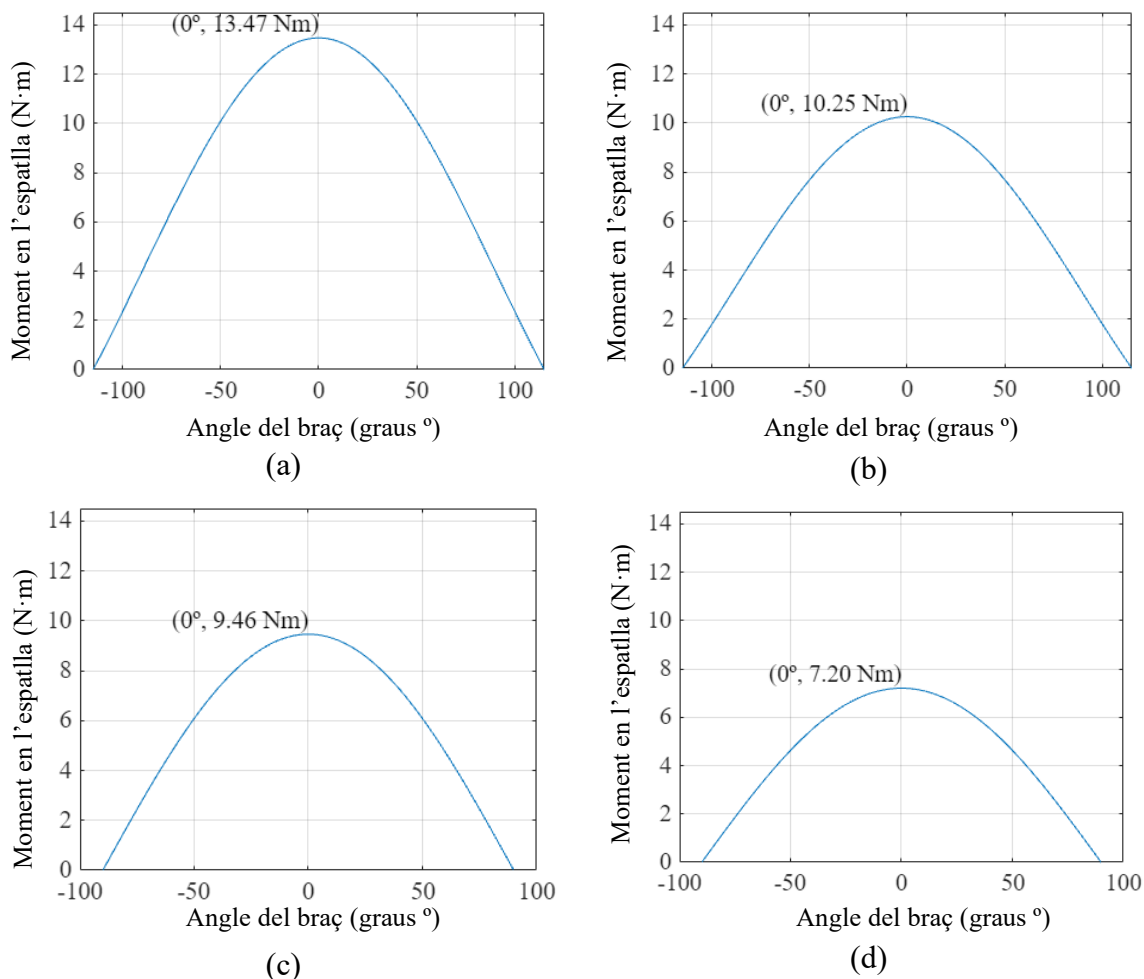 (0º, 13.47 Nm)
14
12
10
8
6
4
2
0
-100 -50 0 50 100
Moment en l’espatlla (N·m)
Angle del braç (graus º)
(a)
(0º, 10.25 Nm)
14
12
10
8
6
4
2
0
-100 -50 0 50 100
Moment en l’espatlla (N·m)
Angle del braç (graus º)
(b)
(0º, 9.46 Nm)
14
12
10
8
6
4
2
0
-100 -50 0 50 100
Moment en l’espatlla (N·m)
Angle del braç (graus º)
(c)
(0º, 7.20 Nm)
14
12
10
8
6
4
2
0
-100 -50 0 50 100
Moment en l’espatlla (N·m)
Angle del braç (graus º)
(d)